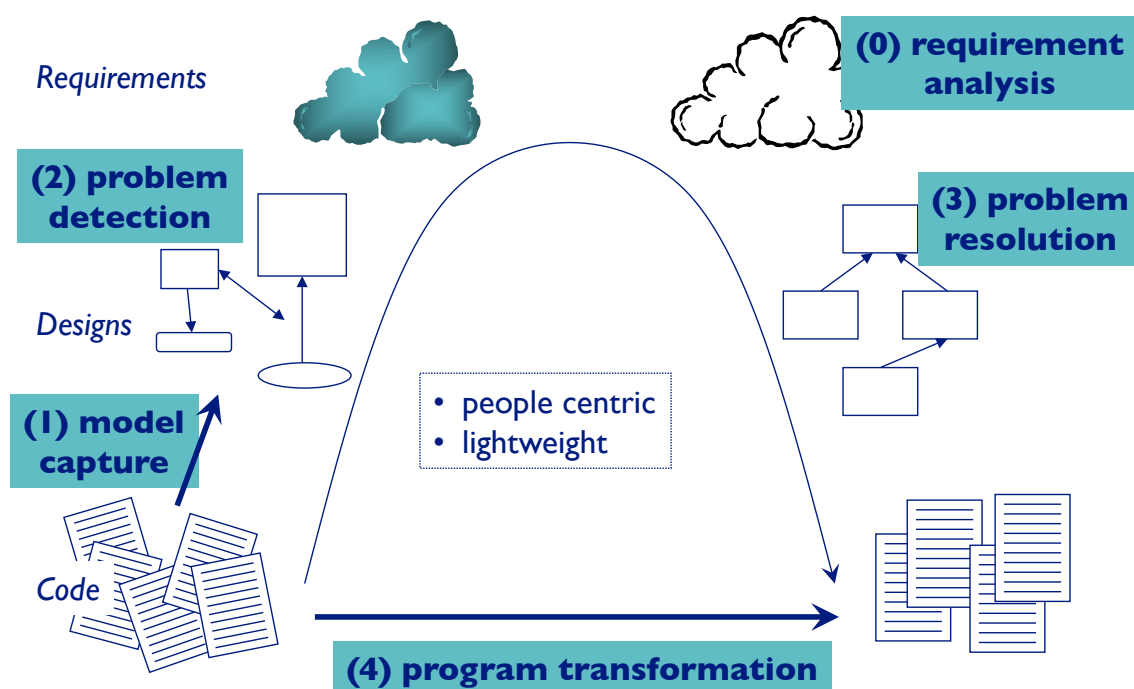 (0) requirement
analysis
Requirements
(2) problem
detection
(3) problem
resolution
Designs
• people centric
• lightweight
(1) model
capture
Code
(4) program transformation